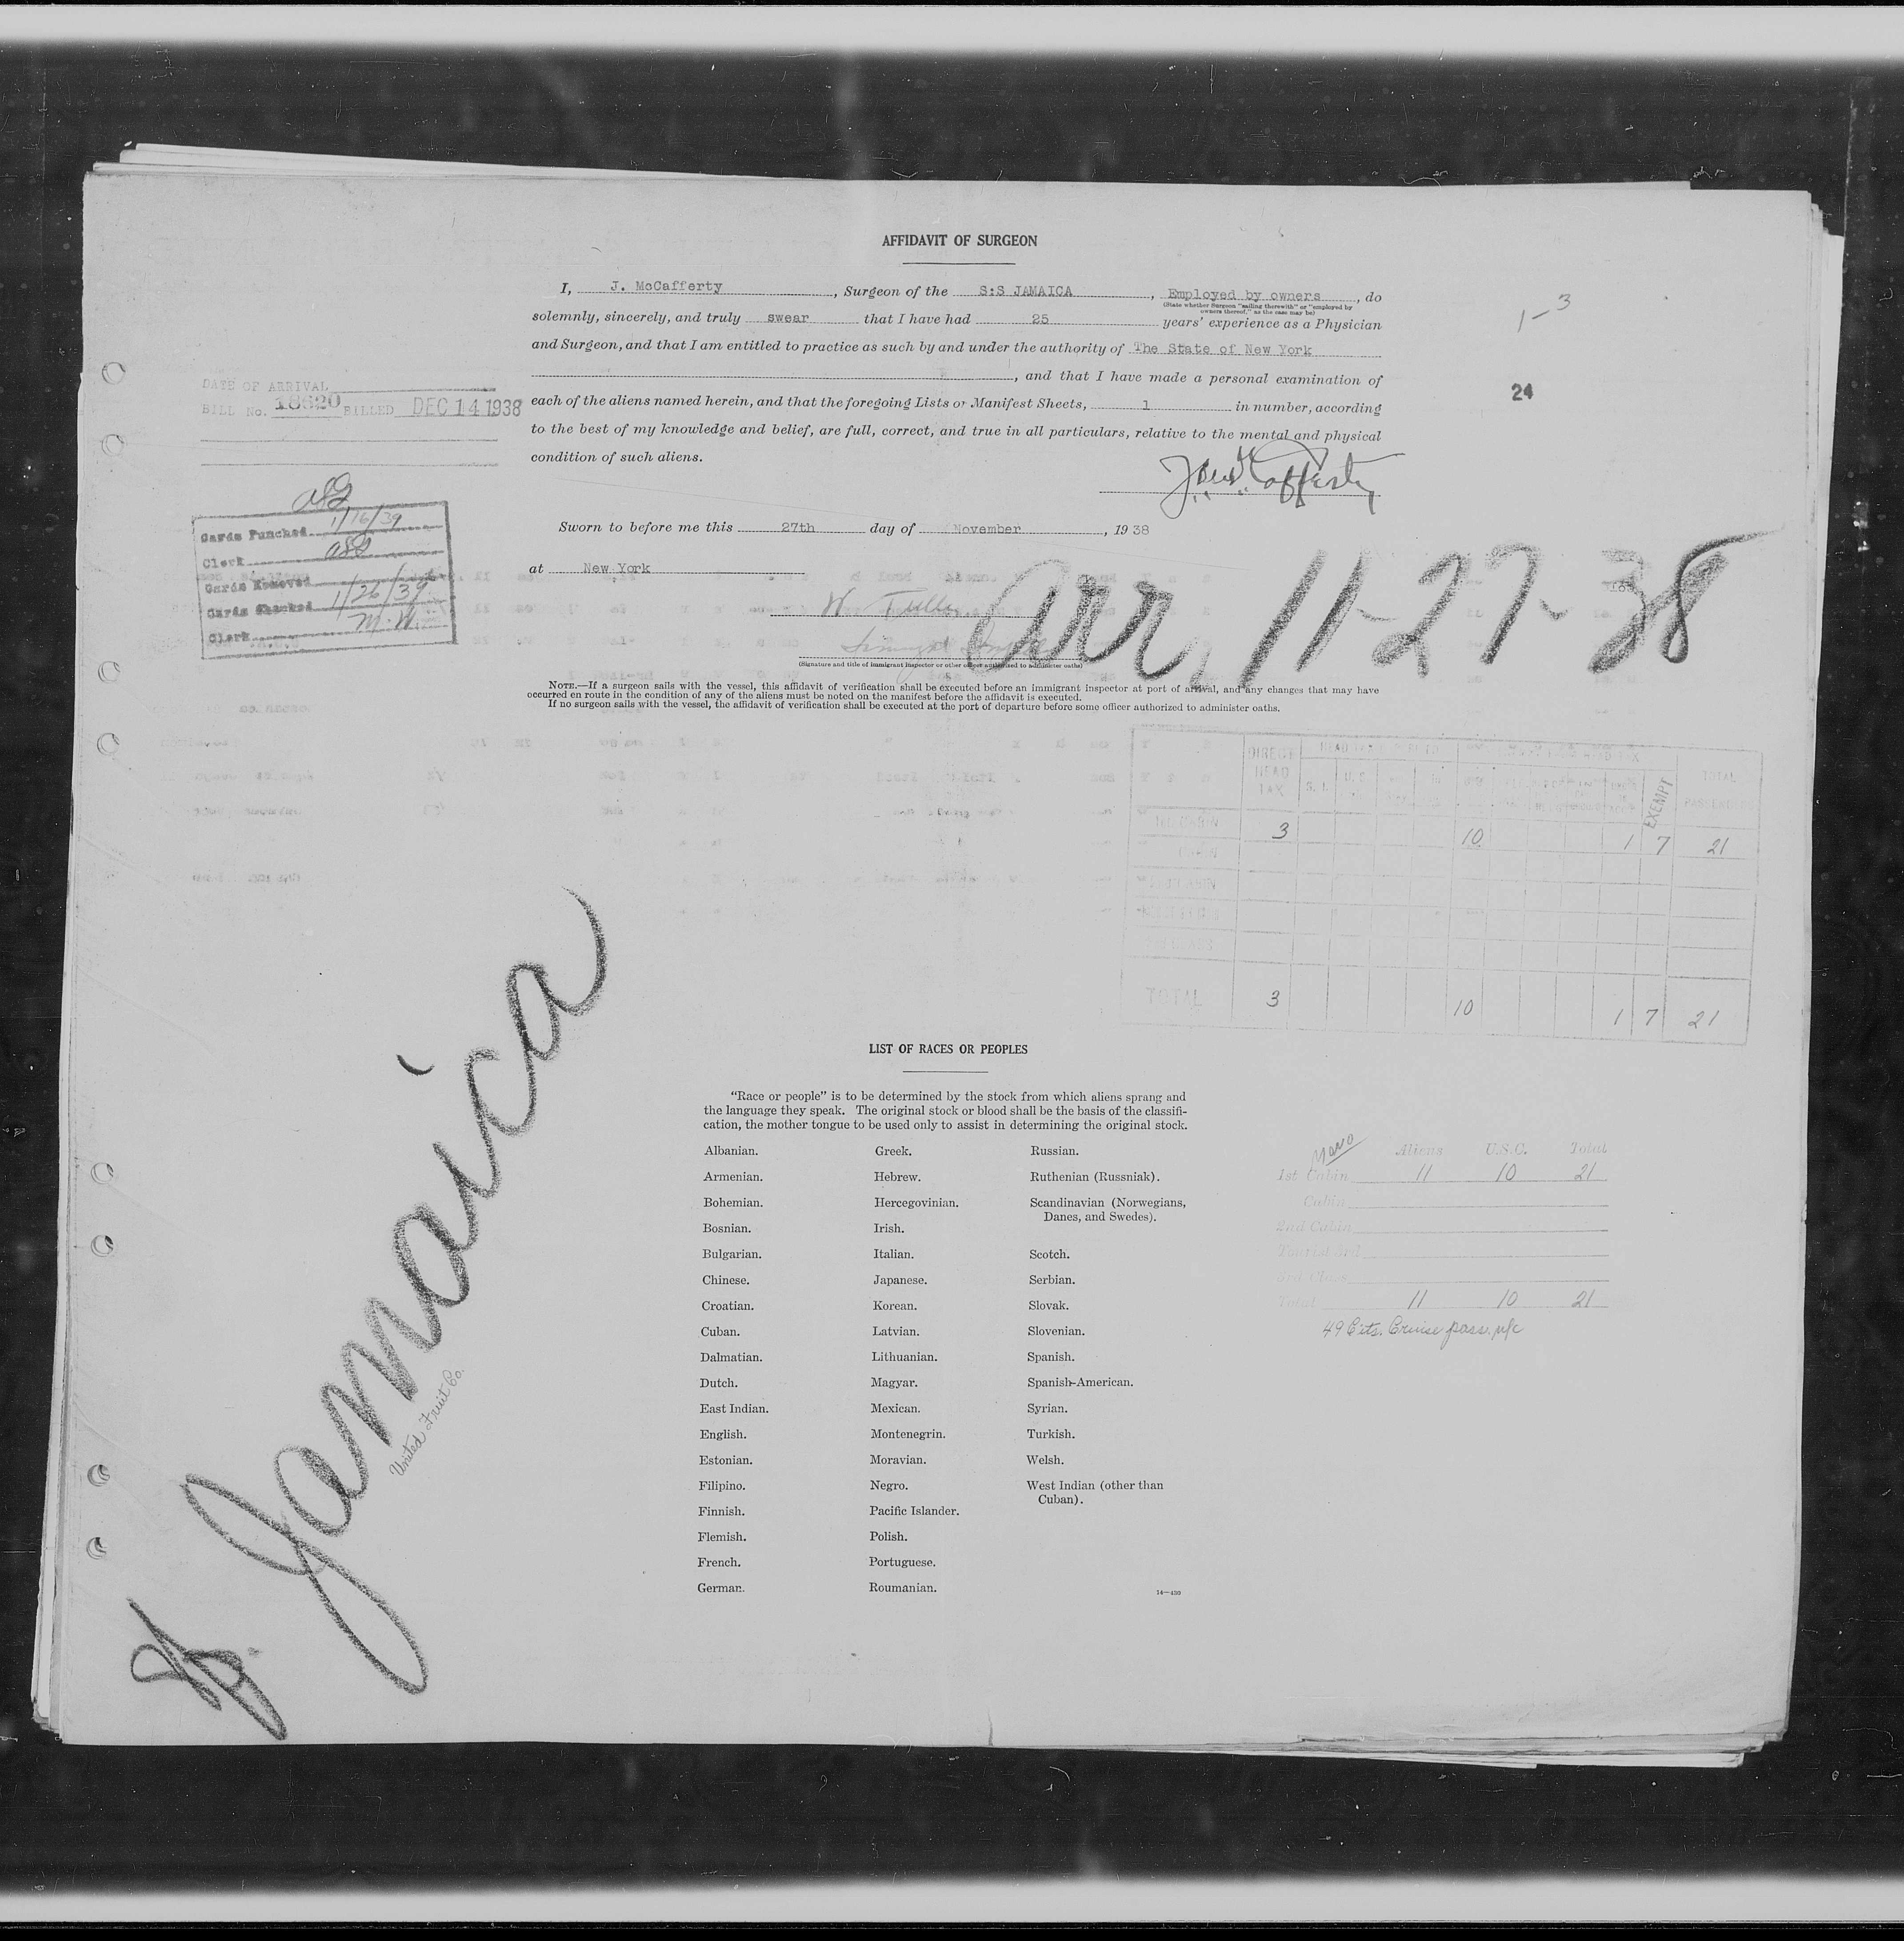 AFFIDAVIT OF SURGEON
I, J. McCafferty, Surgeon of the S:S JAMAICA, Employed by owners, do
(State whether Surgeon "sailing therewith" or "employed by
owners thereof," as the case may be)
solemnly, sincerely, and truly swear that I have had 25 years' experience as a Physician
and Surgeon, and that I am entitled to practice as such by and under the authority of The State of New York
, and that I have made a personal examination of
each of the aliens named herein, and that the foregoing Lists or Manifest Sheets, 1 in number, according
to the best of my knowledge and belief, are full, correct, and true in all particulars, relative to the mental and physical
condition of such aliens.
1-3
24
DATE OF ARRIVAL
BILL No. 18620 BILLED DEC 14 1938
Cards Punched 1/16/39
Clerk
Cards Removed
Cards Checked 1/26/39
Clerk M.W.
Sworn to before me this 27th day of November, 1938
at New York
W. Tulley
(Signature and title of immigrant inspector or other officer authorized to administer oaths)
Arr. 11-27-38
NOTE.—If a surgeon sails with the vessel, this affidavit of verification shall be executed before an immigrant inspector at port of arrival, and any changes that may have
occurred en route in the condition of any of the aliens must be noted on the manifest before the affidavit is executed.
If no surgeon sails with the vessel, the affidavit of verification shall be executed at the port of departure before some officer authorized to administer oaths.
DIRECT HEAD TAX
S. I.
EXEMPT
TOTAL PASSENGERS
3 10 1 7 21
TOTAL 3 10 1 7 21
Jamaica
United Fruit Co.
LIST OF RACES OR PEOPLES
"Race or people" is to be determined by the stock from which aliens sprang and
the language they speak. The original stock or blood shall be the basis of the classifi-
cation, the mother tongue to be used only to assist in determining the original stock.
Albanian.
Armenian.
Bohemian.
Bosnian.
Bulgarian.
Chinese.
Croatian.
Cuban.
Dalmatian.
Dutch.
East Indian.
English.
Estonian.
Filipino.
Finnish.
Flemish.
French.
German.
Greek.
Hebrew.
Hercegovinian.
Irish.
Italian.
Japanese.
Korean.
Latvian.
Lithuanian.
Magyar.
Mexican.
Montenegrin.
Moravian.
Negro.
Pacific Islander.
Polish.
Portuguese.
Roumanian.
Russian.
Ruthenian (Russniak).
Scandinavian (Norwegians,
Danes, and Swedes).
Scotch.
Serbian.
Slovak.
Slovenian.
Spanish.
Spanish-American.
Syrian.
Turkish.
Welsh.
West Indian (other than
Cuban).
14—430
Aliens U.S.C. Total
1st Cabin 11 10 21
Cabin
2nd Cabin
Tourist 3rd
3rd Class
Total 11 10 21
49 Cits. Cruise pass. n/c